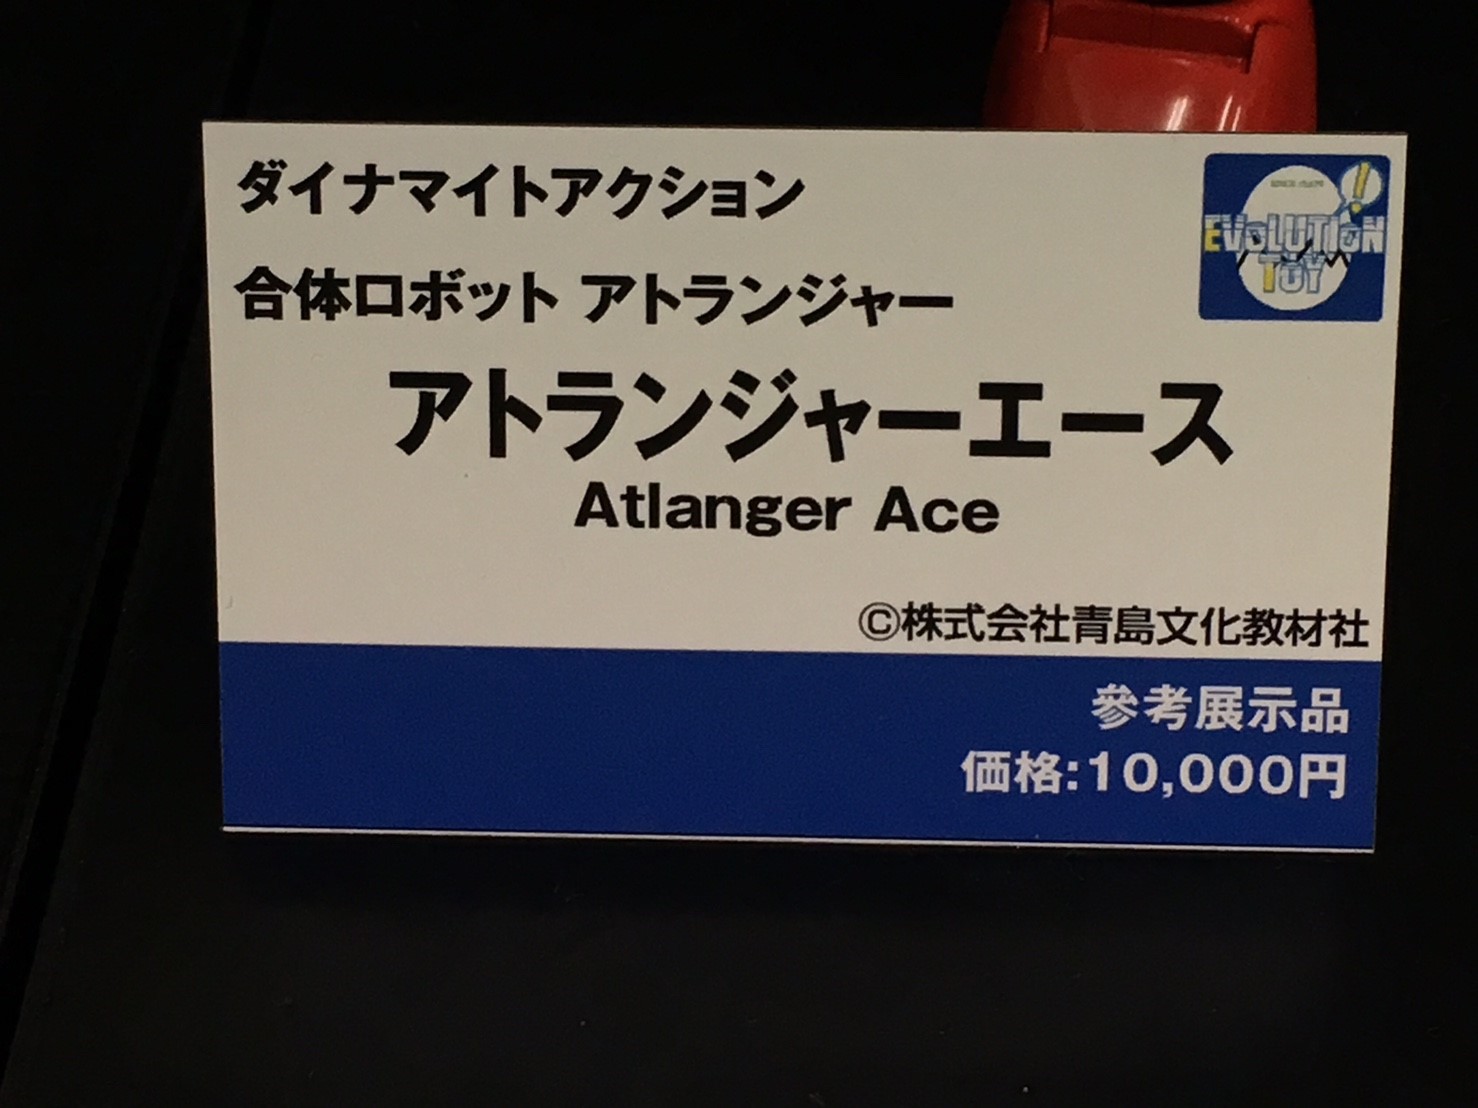 ダイナマイトアクション
EVOLUTION
TOY
合体ロボット アトランジャー
アトランジャーエース
Atlanger Ace
©株式会社青島文化教材社
参考展示品
価格:10,000円